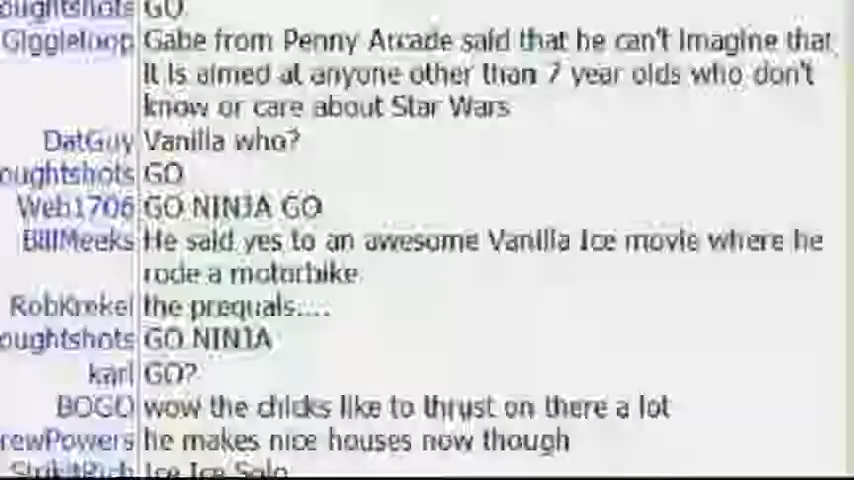 oughtshots GO
Giggleloop Gabe from Penny Arcade said that he can't imagine that
it is aimed at anyone other than 7 year olds who don't
know or care about Star Wars
DatGuy Vanilla who?
oughtshots GO
Web1706 GO NINJA GO
BillMeeks He said yes to an awesome Vanilla Ice movie where he
rode a motorbike
RobKrekel the prequals....
oughtshots GO NINJA
karl GO?
BOGO wow the chicks like to thrust on there a lot
rewPowers he makes nice houses now though
StrikitRich Ice Ice Solo